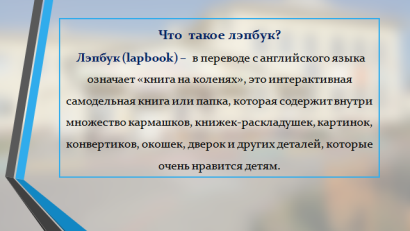 Что такое лэпбук?
Лэпбук (lapbook) – в переводе с английского языка
означает «книга на коленях», это интерактивная
самодельная книга или папка, которая содержит внутри
множество кармашков, книжек-раскладушек, картинок,
конвертиков, окошек, дверок и других деталей, которые
очень нравится детям.